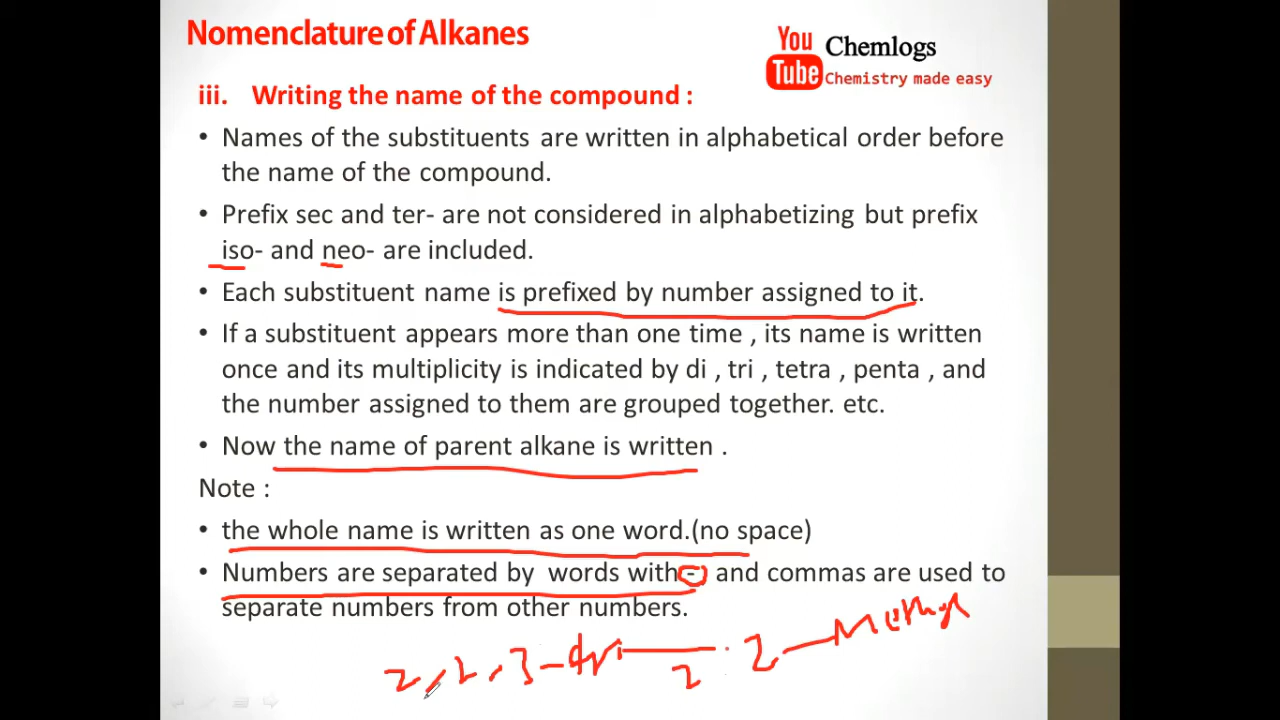 Nomenclature of Alkanes
You
Tube
Chemlogs
Chemistry made easy
iii. Writing the name of the compound :
• Names of the substituents are written in alphabetical order before
the name of the compound.
• Prefix sec and ter- are not considered in alphabetizing but prefix
iso- and neo- are included.
• Each substituent name is prefixed by number assigned to it.
• If a substituent appears more than one time , its name is written
once and its multiplicity is indicated by di , tri , tetra , penta , and
the number assigned to them are grouped together. etc.
• Now the name of parent alkane is written .
Note :
• the whole name is written as one word.(no space)
• Numbers are separated by words with - and commas are used to
separate numbers from other numbers.
2,2,3-tri 2 2-Methyl